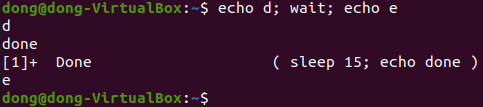 dong@dong-VirtualBox:~$ echo d; wait; echo e
d
done
[1]+  Done                    ( sleep 15; echo done )
e
dong@dong-VirtualBox:~$